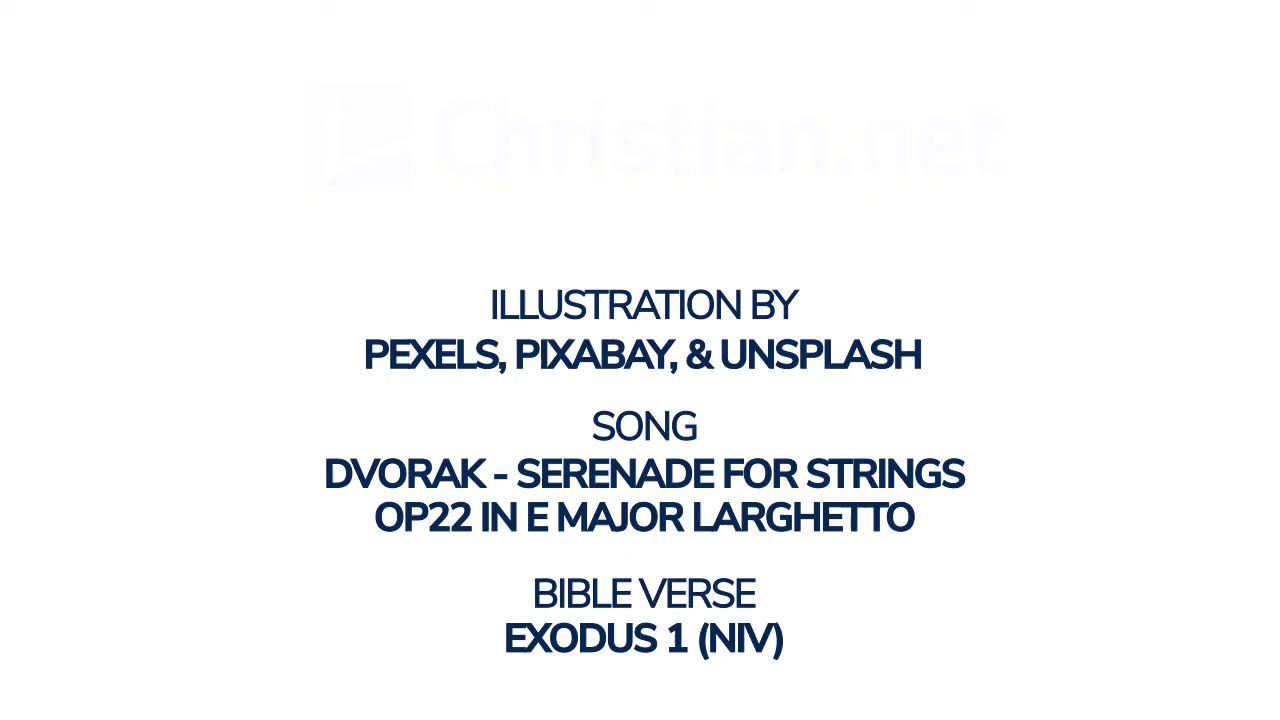 Christian.net
ILLUSTRATION BY
PEXELS, PIXABAY, & UNSPLASH
SONG
DVORAK - SERENADE FOR STRINGS
OP22 IN E MAJOR LARGHETTO
BIBLE VERSE
EXODUS 1 (NIV)